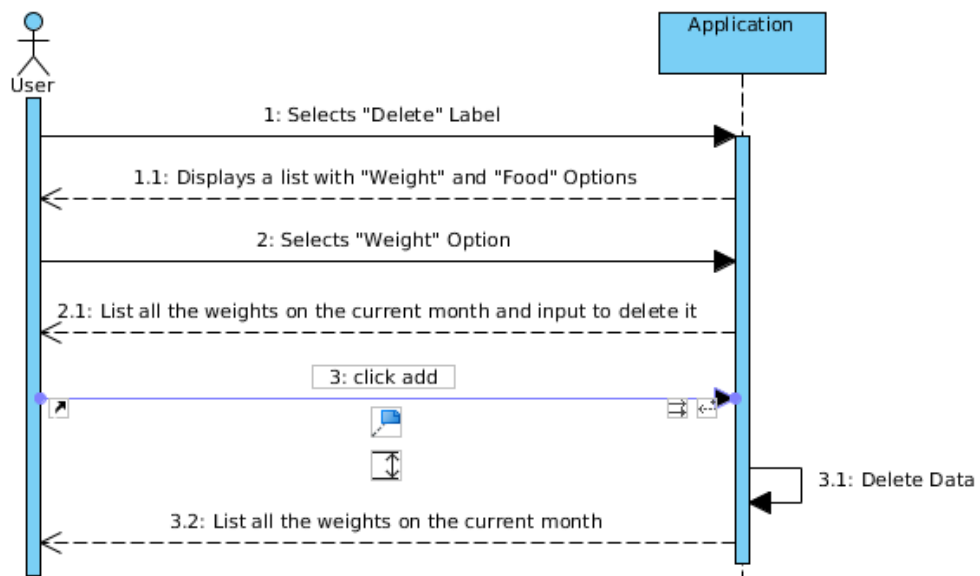 User
Application
1: Selects "Delete" Label
1.1: Displays a list with "Weight" and "Food" Options
2: Selects "Weight" Option
2.1: List all the weights on the current month and input to delete it
3: click add
3.1: Delete Data
3.2: List all the weights on the current month